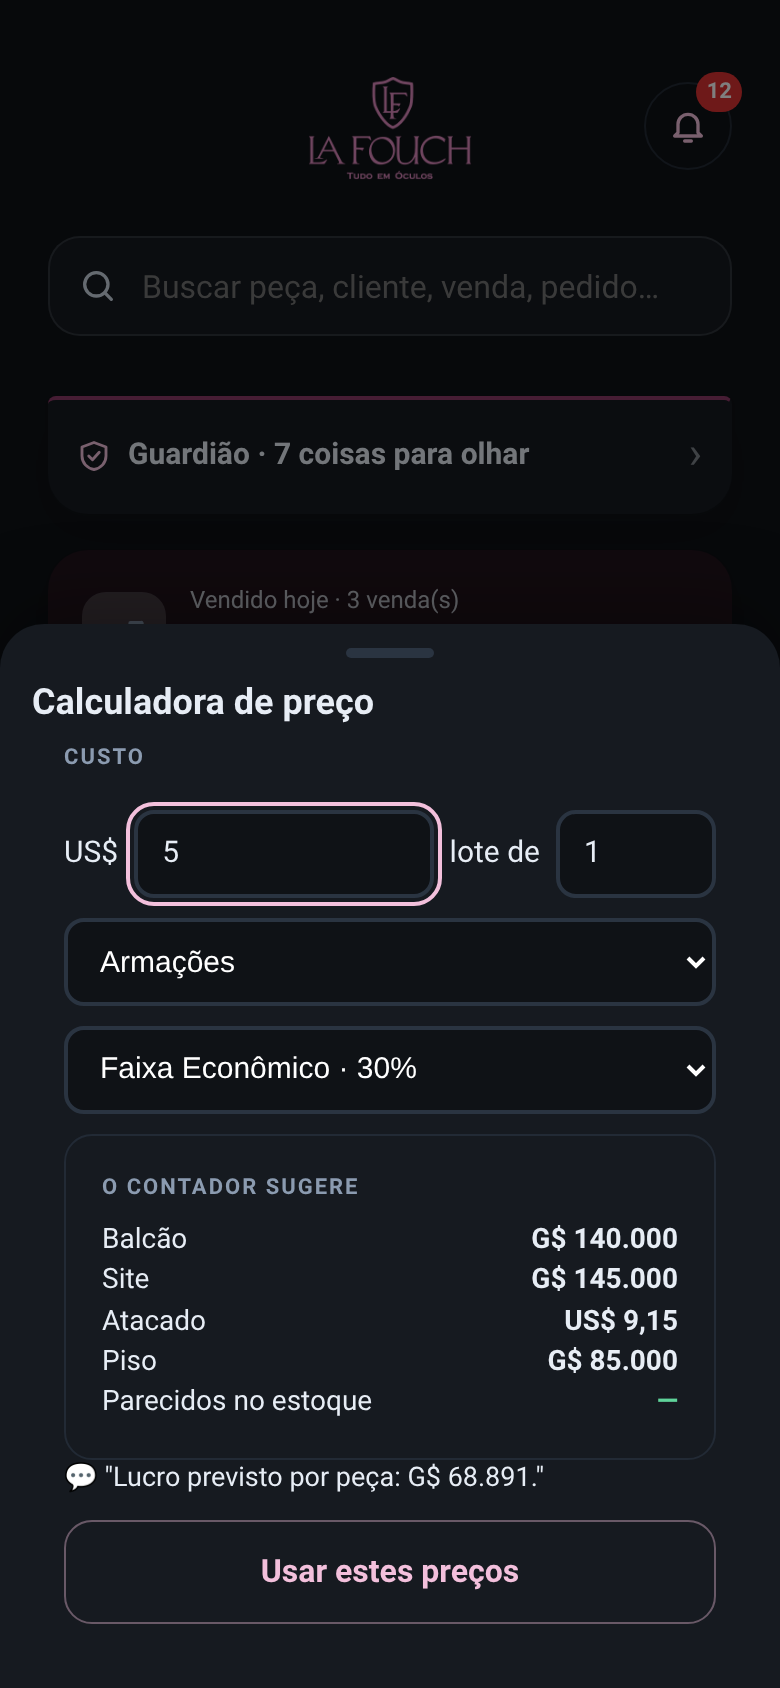 12
LF
LA FOUCH
TUDO EM ÓCULOS
Buscar peça, cliente, venda, pedido...
Guardião · 7 coisas para olhar
Vendido hoje · 3 venda(s)
Calculadora de preço
CUSTO
US$ 5 lote de 1
Armações
Faixa Econômico · 30%
O CONTADOR SUGERE
Balcão G$ 140.000
Site G$ 145.000
Atacado US$ 9,15
Piso G$ 85.000
Parecidos no estoque —
💬 "Lucro previsto por peça: G$ 68.891."
Usar estes preços